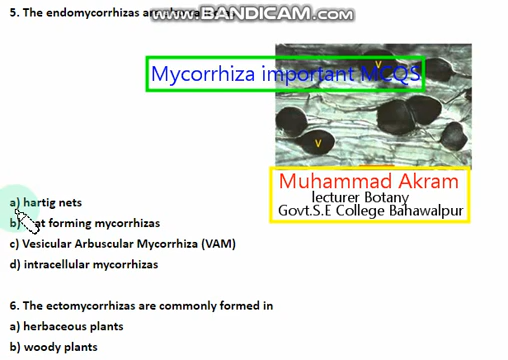 www.BANDICAM.com
5. The endomycorrhizas are
Mycorrhiza important MCQS
V
V
Muhammad Akram
lecturer Botany
Govt.S.E College Bahawalpur
a) hartig nets
b) forming mycorrhizas
c) Vesicular Arbuscular Mycorrhiza (VAM)
d) intracellular mycorrhizas
6. The ectomycorrhizas are commonly formed in
a) herbaceous plants
b) woody plants